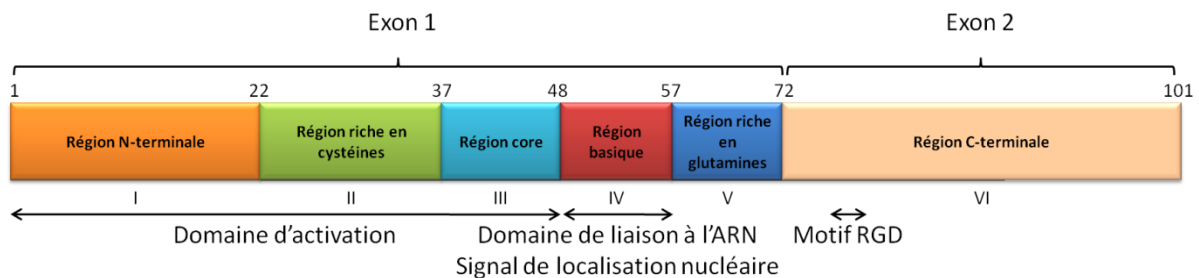 Exon 1 Exon 2
1 22 37 48 57 72 101
Région N-terminale
Région riche en
cystéines
Région core
Région
basique
Région riche
en
glutamines
Région C-terminale
I II III IV V VI
Domaine d'activation Domaine de liaison à l'ARN Motif RGD
Signal de localisation nucléaire